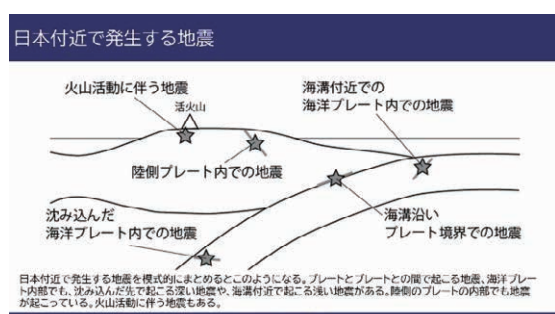 日本付近で発生する地震
火山活動に伴う地震
活火山
海溝付近での
海洋プレート内での地震
陸側プレート内での地震
沈み込んだ
海洋プレート内での地震
海溝沿い
プレート境界での地震
日本付近で発生する地震を模式的にまとめるとこのようになる。プレートとプレートとの間で起こる地震、海洋プレー
ト内部でも、沈み込んだ先で起こる深い地震や、海溝付近で起こる浅い地震がある。陸側のプレートの内部でも地震
が起こっている。火山活動に伴う地震もある。